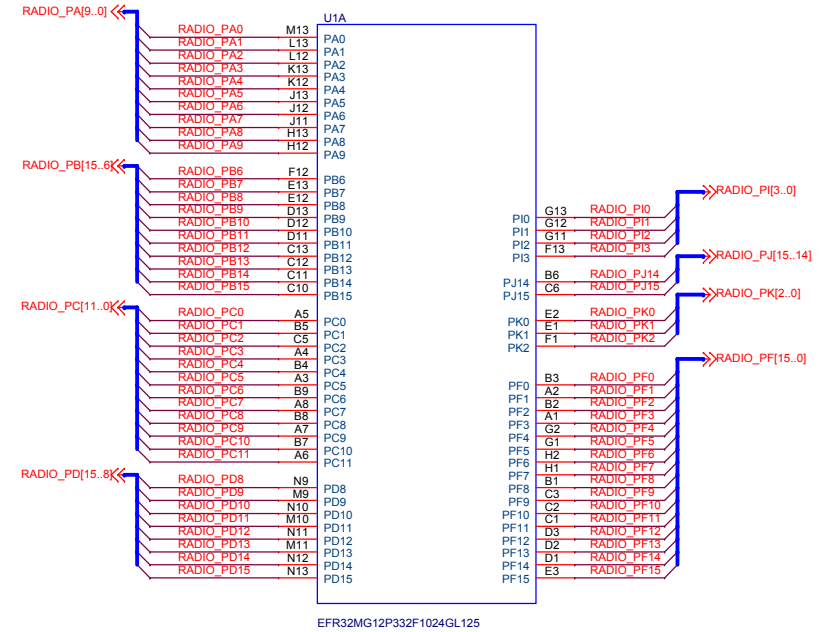 RADIO_PA[9..0]
U1A
RADIO_PA0 M13 PA0
RADIO_PA1 L13 PA1
RADIO_PA2 L12 PA2
RADIO_PA3 K13 PA3
RADIO_PA4 K12 PA4
RADIO_PA5 J13 PA5
RADIO_PA6 J12 PA6
RADIO_PA7 J11 PA7
RADIO_PA8 H13 PA8
RADIO_PA9 H12 PA9
RADIO_PB[15..6]
RADIO_PB6 F12 PB6
RADIO_PB7 E13 PB7
RADIO_PB8 E12 PB8
RADIO_PB9 D13 PB9
RADIO_PB10 D12 PB10
RADIO_PB11 D11 PB11
RADIO_PB12 C13 PB12
RADIO_PB13 C12 PB13
RADIO_PB14 C11 PB14
RADIO_PB15 C10 PB15
RADIO_PC[11..0]
RADIO_PC0 A5 PC0
RADIO_PC1 B5 PC1
RADIO_PC2 C5 PC2
RADIO_PC3 A4 PC3
RADIO_PC4 B4 PC4
RADIO_PC5 A3 PC5
RADIO_PC6 B9 PC6
RADIO_PC7 A8 PC7
RADIO_PC8 B8 PC8
RADIO_PC9 A7 PC9
RADIO_PC10 B7 PC10
RADIO_PC11 A6 PC11
RADIO_PD[15..8]
RADIO_PD8 N9 PD8
RADIO_PD9 M9 PD9
RADIO_PD10 N10 PD10
RADIO_PD11 M10 PD11
RADIO_PD12 N11 PD12
RADIO_PD13 M11 PD13
RADIO_PD14 N12 PD14
RADIO_PD15 N13 PD15
RADIO_PI[3..0]
PI0 G13 RADIO_PI0
PI1 G12 RADIO_PI1
PI2 G11 RADIO_PI2
PI3 F13 RADIO_PI3
RADIO_PJ[15..14]
PJ14 B6 RADIO_PJ14
PJ15 C6 RADIO_PJ15
RADIO_PK[2..0]
PK0 E2 RADIO_PK0
PK1 E1 RADIO_PK1
PK2 F1 RADIO_PK2
RADIO_PF[15..0]
PF0 B3 RADIO_PF0
PF1 A2 RADIO_PF1
PF2 B2 RADIO_PF2
PF3 A1 RADIO_PF3
PF4 G2 RADIO_PF4
PF5 G1 RADIO_PF5
PF6 H2 RADIO_PF6
PF7 H1 RADIO_PF7
PF8 B1 RADIO_PF8
PF9 C3 RADIO_PF9
PF10 C2 RADIO_PF10
PF11 C1 RADIO_PF11
PF12 D3 RADIO_PF12
PF13 D2 RADIO_PF13
PF14 D1 RADIO_PF14
PF15 E3 RADIO_PF15
EFR32MG12P332F1024GL125